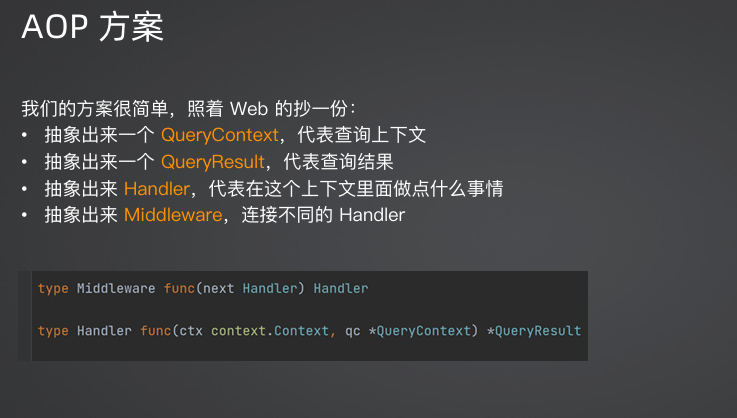 AOP 方案
我们的方案很简单，照着 Web 的抄一份：
• 抽象出来一个 QueryContext，代表查询上下文
• 抽象出来一个 QueryResult，代表查询结果
• 抽象出来 Handler，代表在这个上下文里面做点什么事情
• 抽象出来 Middleware，连接不同的 Handler
type Middleware func(next Handler) Handler
type Handler func(ctx context.Context, qc *QueryContext) *QueryResult